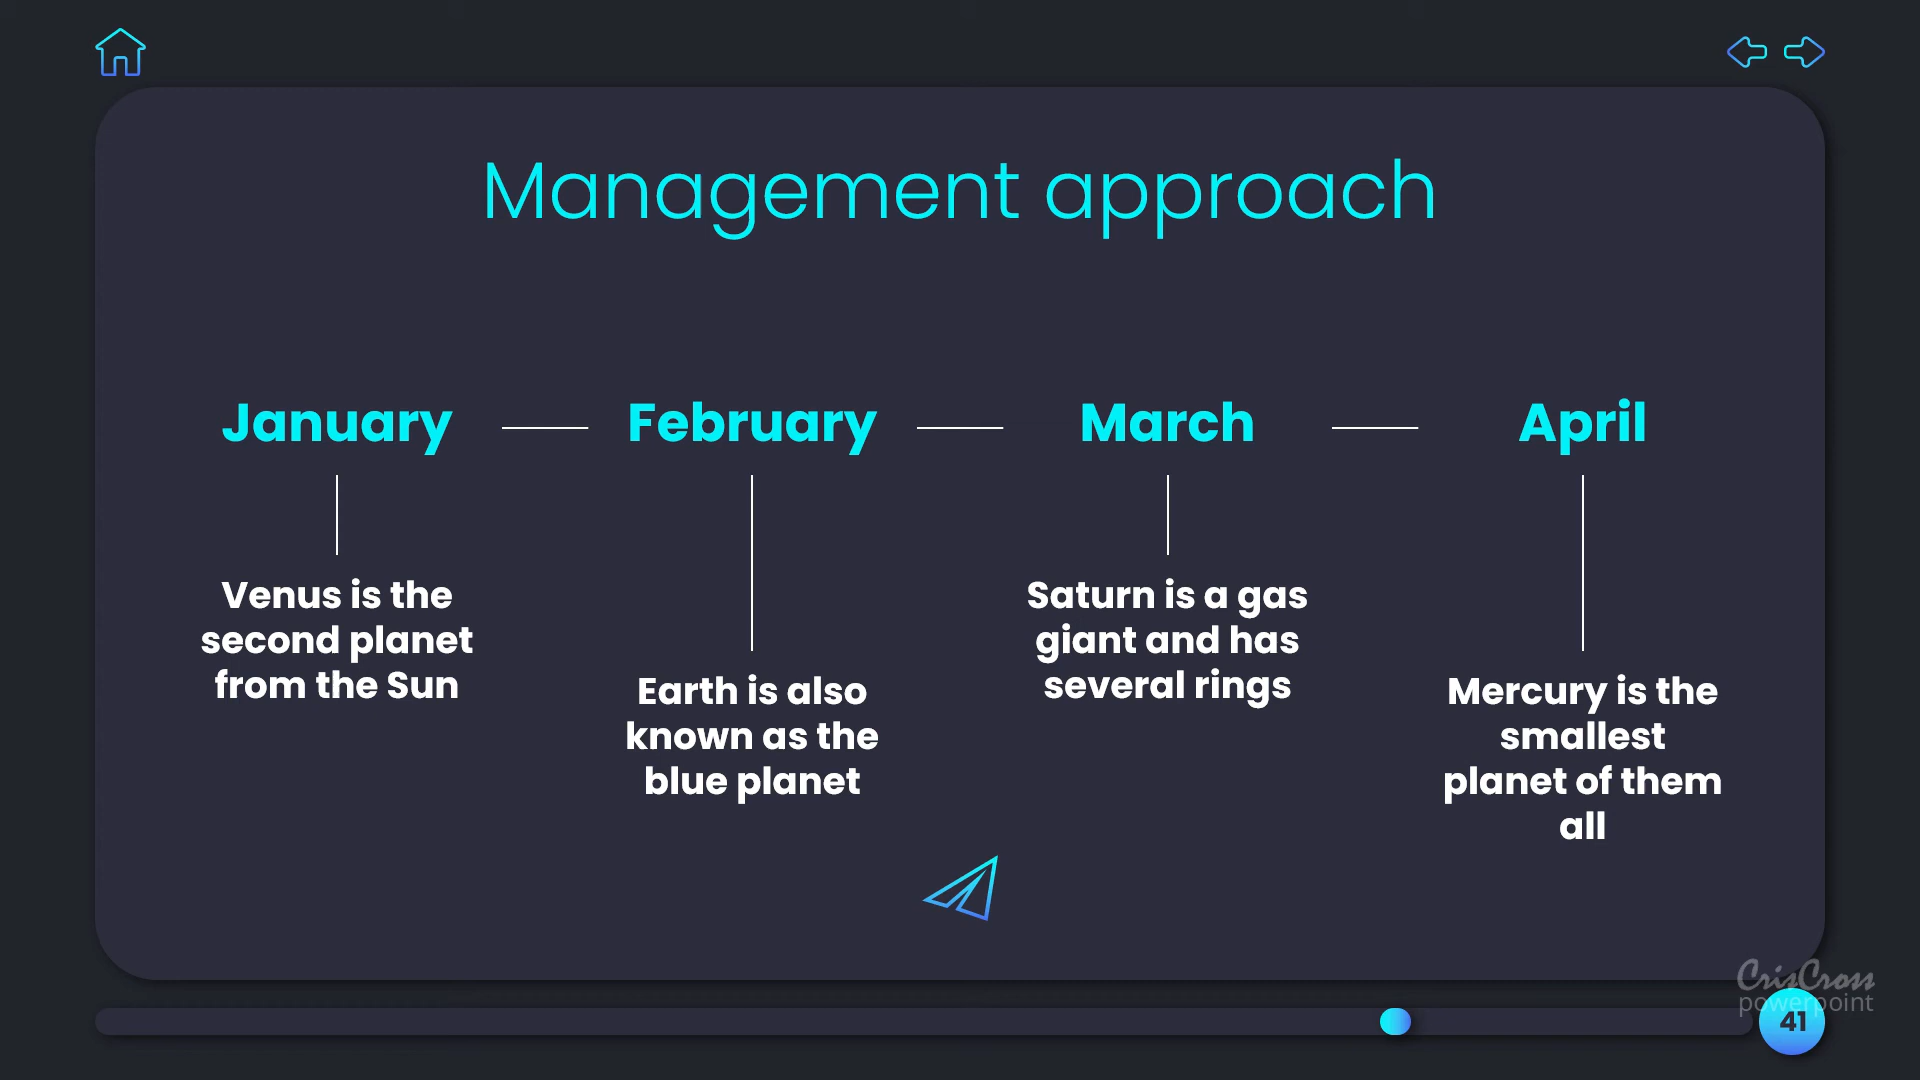 Management approach
January
February
March
April
Venus is the
second planet
from the Sun
Earth is also
known as the
blue planet
Saturn is a gas
giant and has
several rings
Mercury is the
smallest
planet of them
all
CrisCross
powerpoint
41